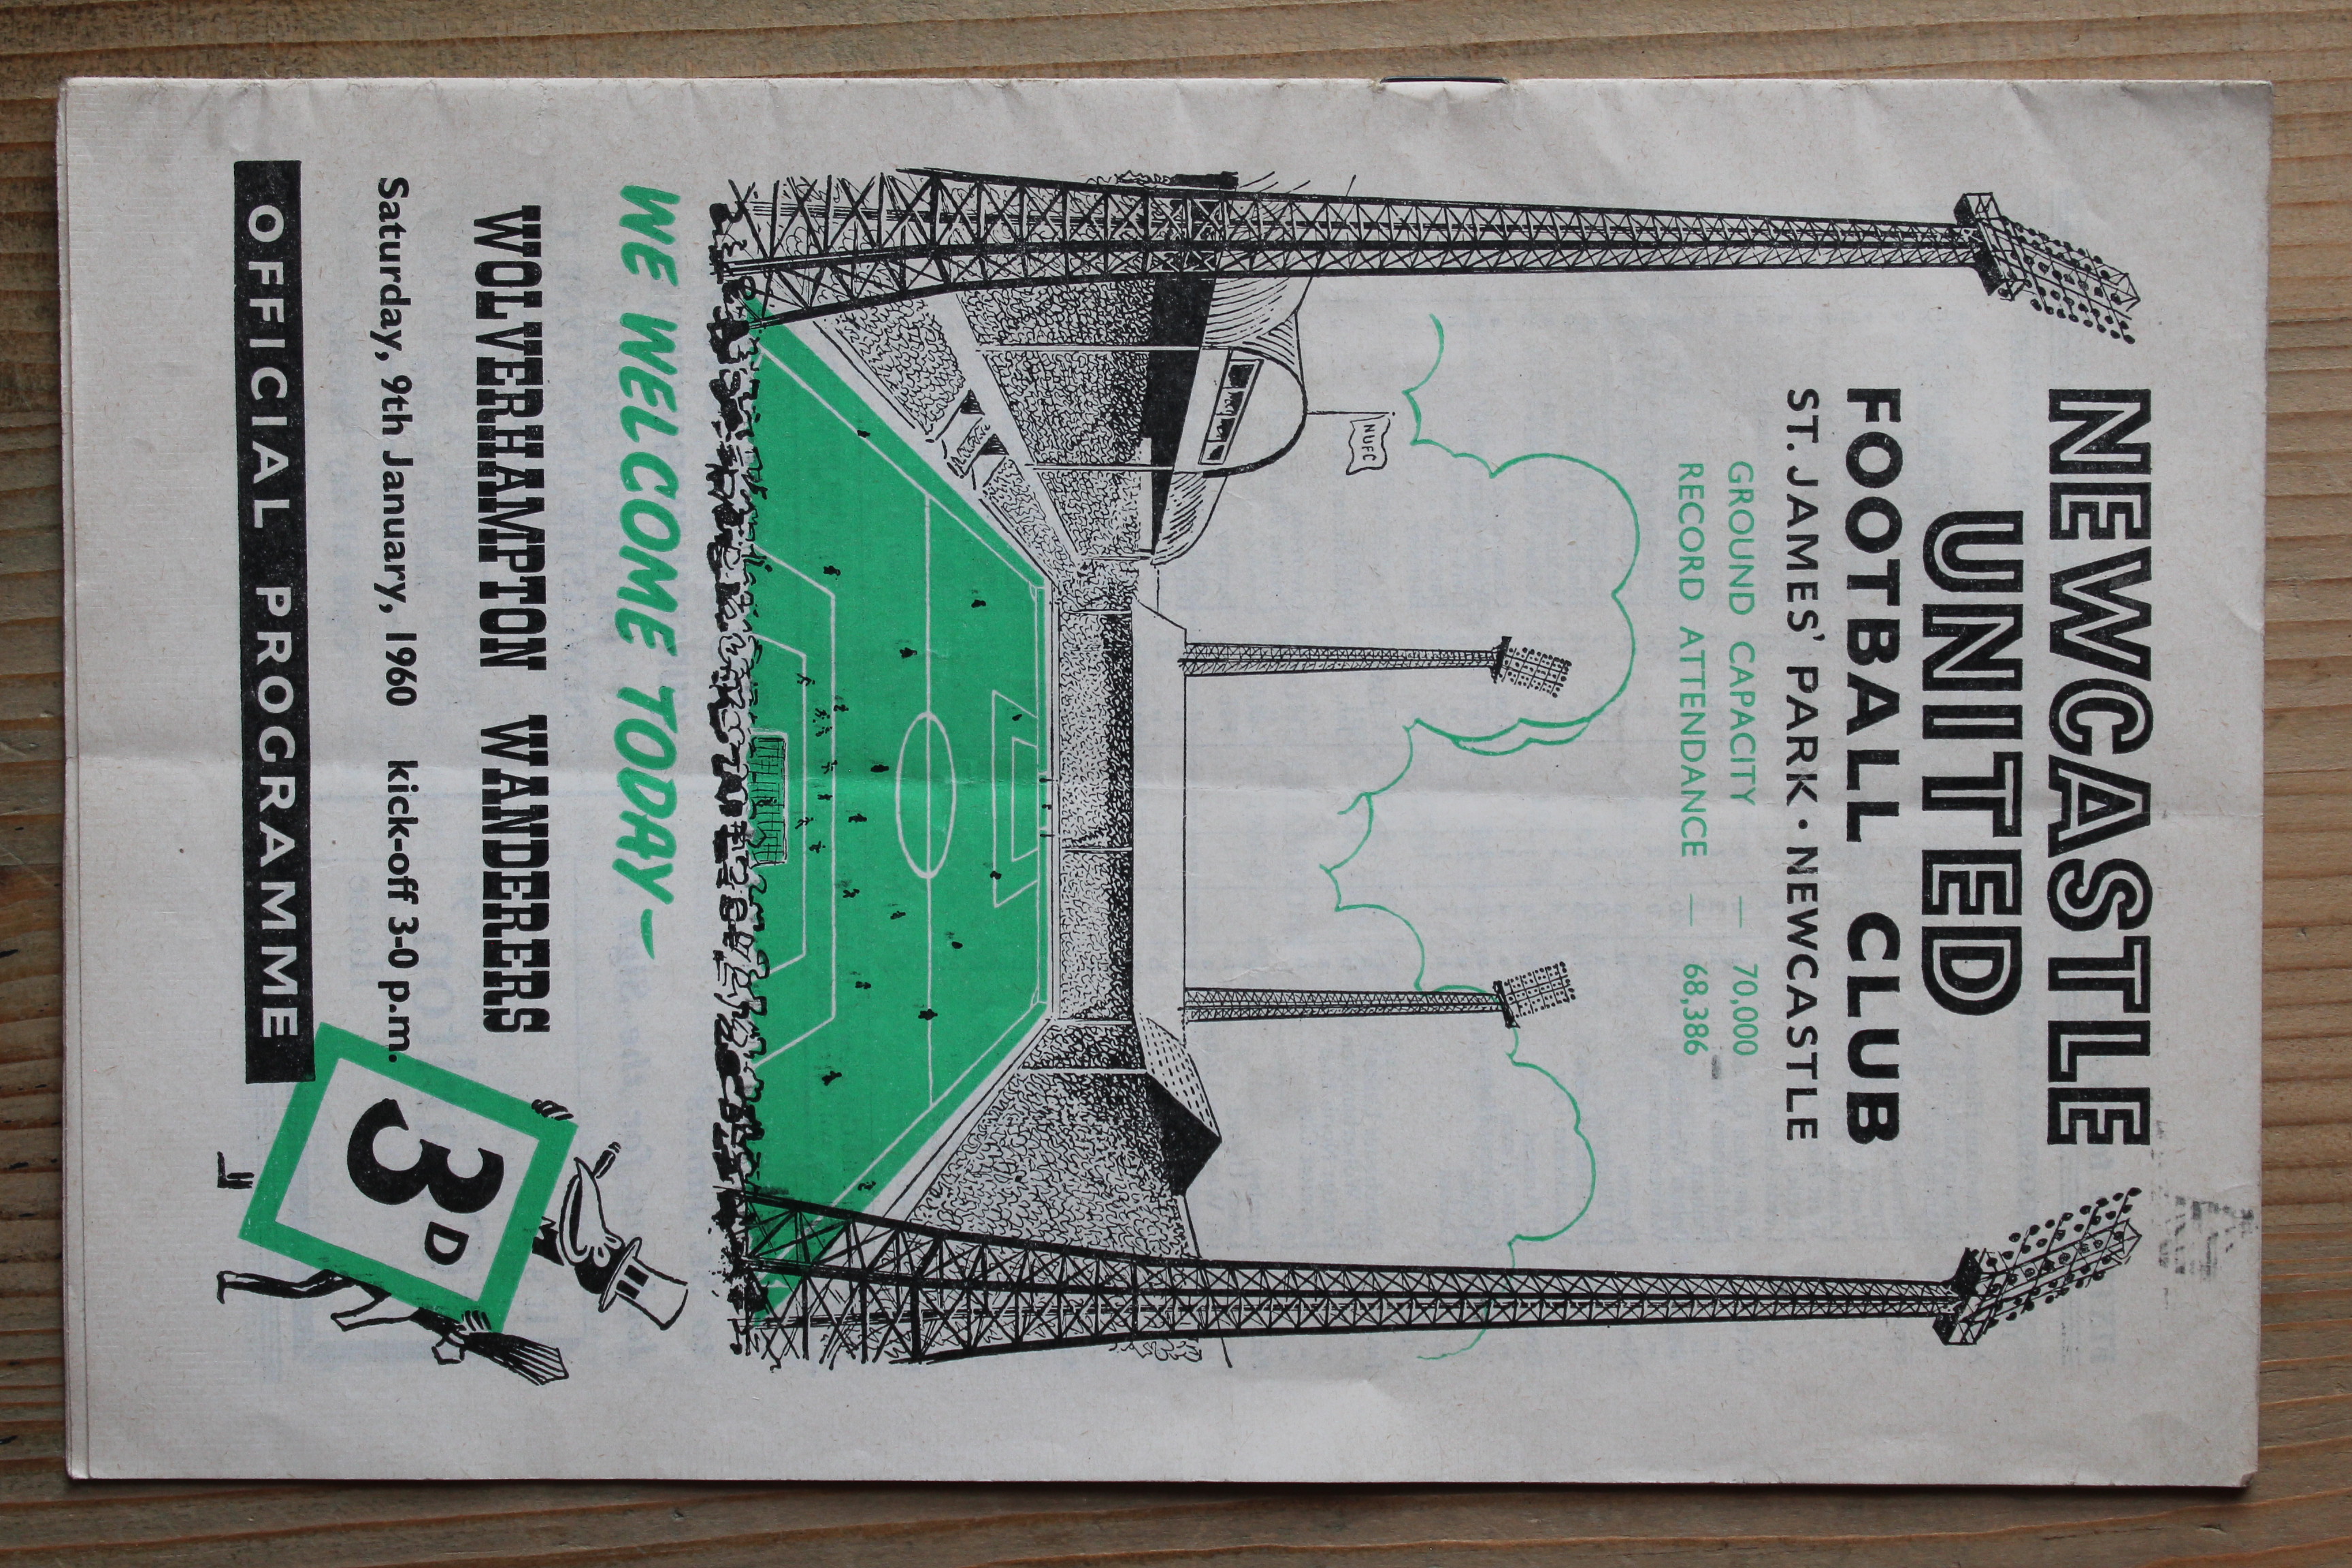 NEWCASTLE
UNITED
FOOTBALL CLUB
ST. JAMES' PARK · NEWCASTLE
GROUND CAPACITY — 70,000
RECORD ATTENDANCE — 68,386
NUFC
WE WELCOME TODAY—
WOLVERHAMPTON WANDERERS
Saturday, 9th January, 1960 kick-off 3-0 p.m.
OFFICIAL PROGRAMME
3D